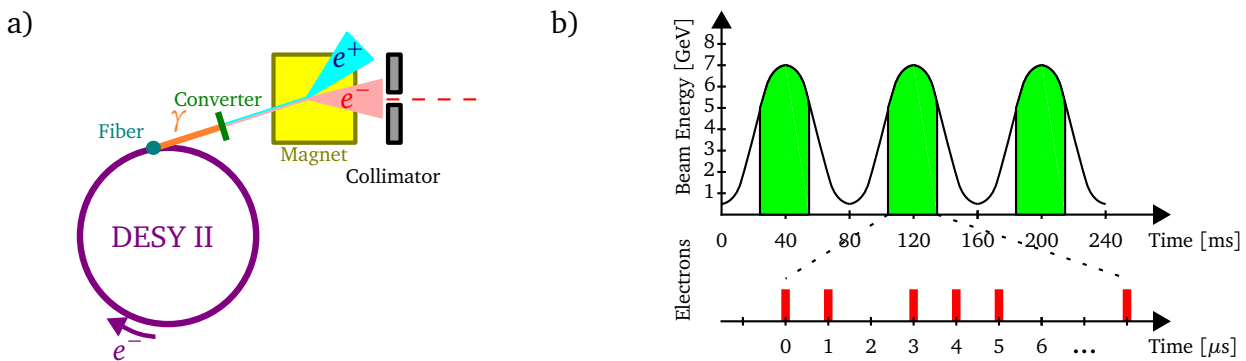 a)
e⁺
e⁻
Converter
γ
Fiber
Magnet
Collimator
DESY II
e⁻
b)
Beam Energy [GeV]
8
7
6
5
4
3
2
1
0 40 80 120 160 200 240 Time [ms]
Electrons
0 1 2 3 4 5 6 ... Time [μs]